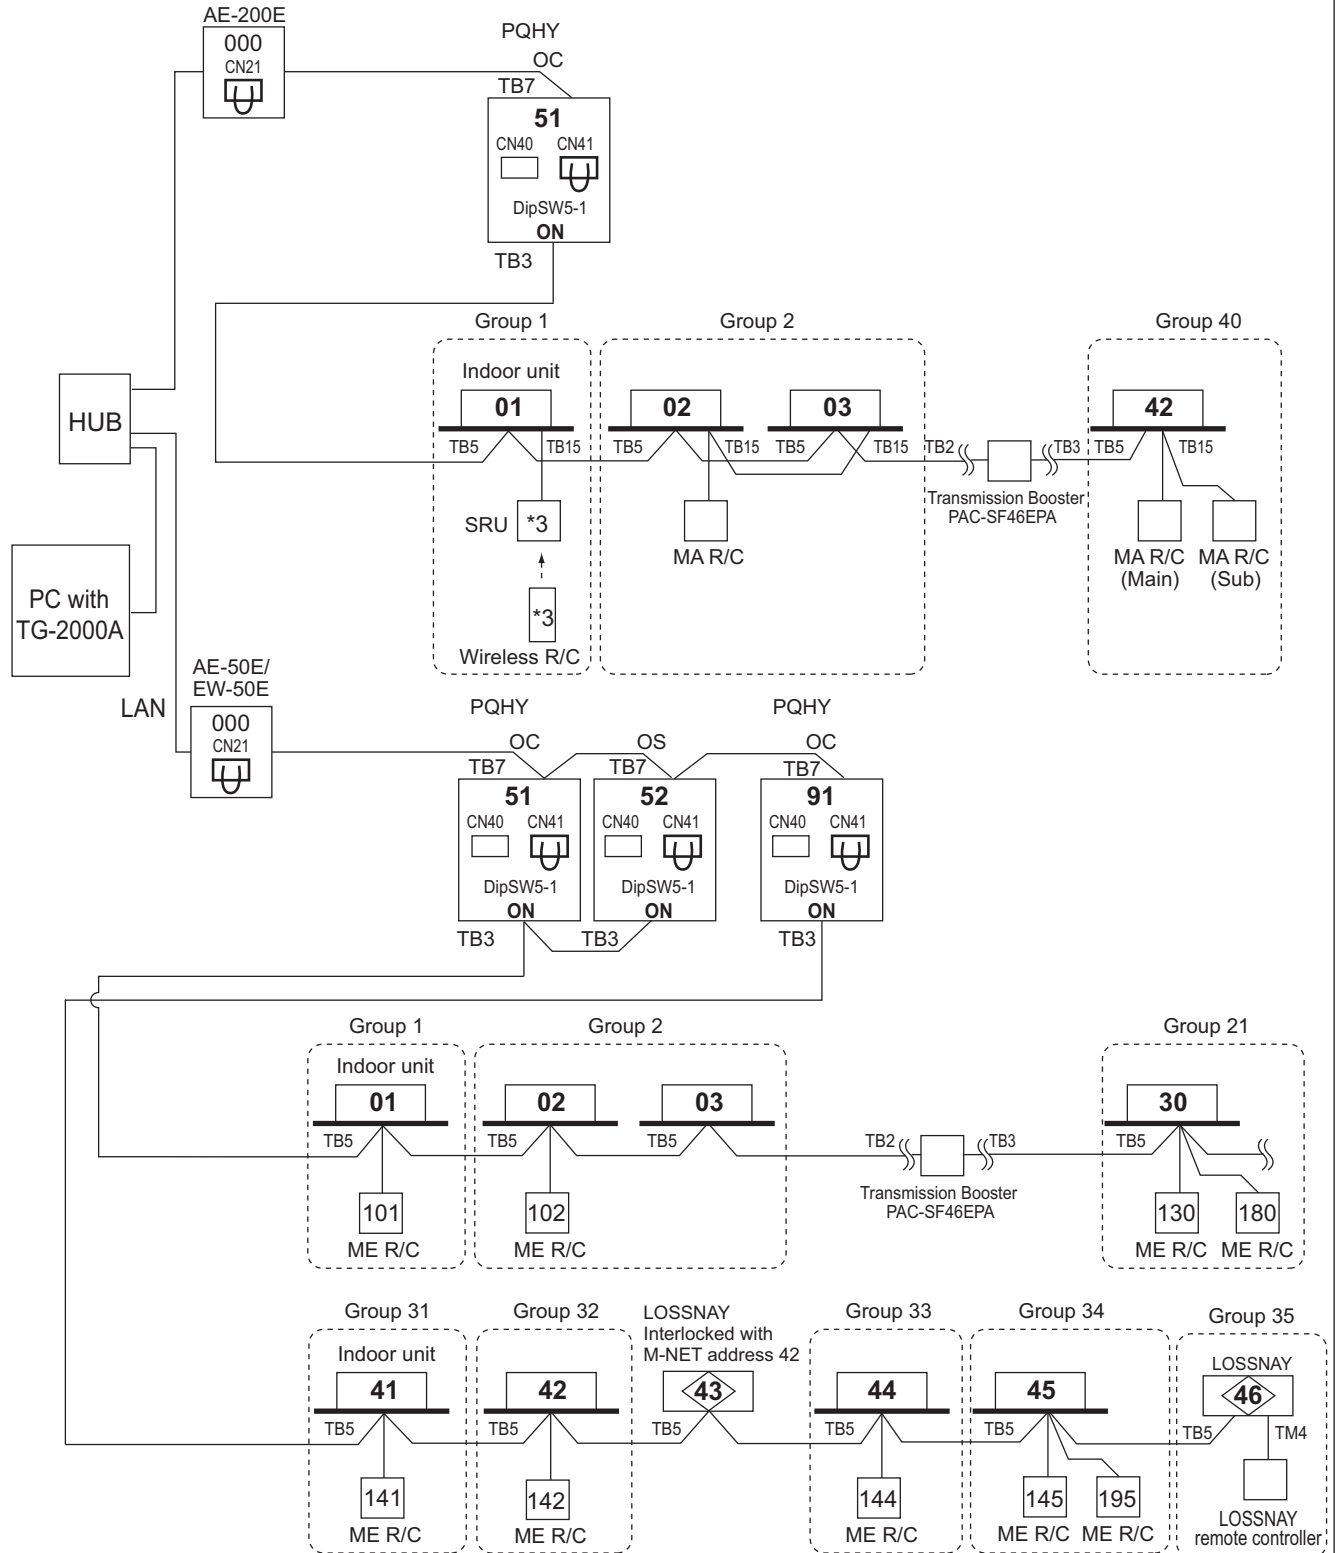 AE-200E
000
CN21
PQHY
OC
TB7
51
CN40 CN41
DipSW5-1
ON
TB3
Group 1
Group 2
Group 40
Indoor unit
01
02
03
42
TB5
TB15
TB5
TB15
TB5
TB15
TB2
TB3
TB5
TB15
Transmission Booster
PAC-SF46EPA
SRU
*3
MA R/C
MA R/C
(Main)
MA R/C
(Sub)
*3
Wireless R/C
HUB
PC with
TG-2000A
LAN
AE-50E/
EW-50E
000
CN21
PQHY
PQHY
OC
OS
OC
TB7
TB7
TB7
51
52
91
CN40 CN41
CN40 CN41
CN40 CN41
DipSW5-1
DipSW5-1
DipSW5-1
ON
ON
ON
TB3
TB3
TB3
Group 1
Group 2
Group 21
Indoor unit
01
02
03
30
TB5
TB5
TB5
TB2
TB3
TB5
Transmission Booster
PAC-SF46EPA
101
102
130
180
ME R/C
ME R/C
ME R/C
ME R/C
Group 31
Group 32
LOSSNAY
Interlocked with
M-NET address 42
Group 33
Group 34
Group 35
Indoor unit
LOSSNAY
41
42
43
44
45
46
TB5
TB5
TB5
TB5
TB5
TB5
TM4
141
142
144
145
195
ME R/C
ME R/C
ME R/C
ME R/C
ME R/C
LOSSNAY
remote controller